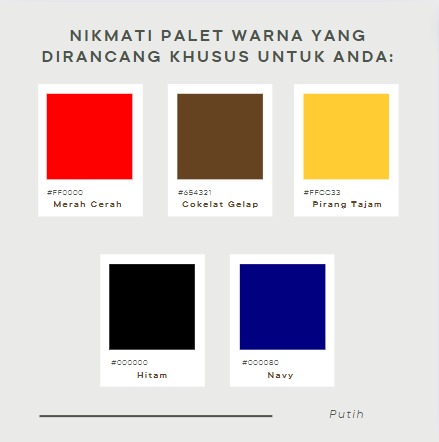 NIKMATI PALET WARNA YANG
DIRANCANG KHUSUS UNTUK ANDA:
#FF0000
Merah Cerah
#654321
Cokelat Gelap
#FFCC33
Pirang Tajam
#000000
Hitam
#000080
Navy
Putih